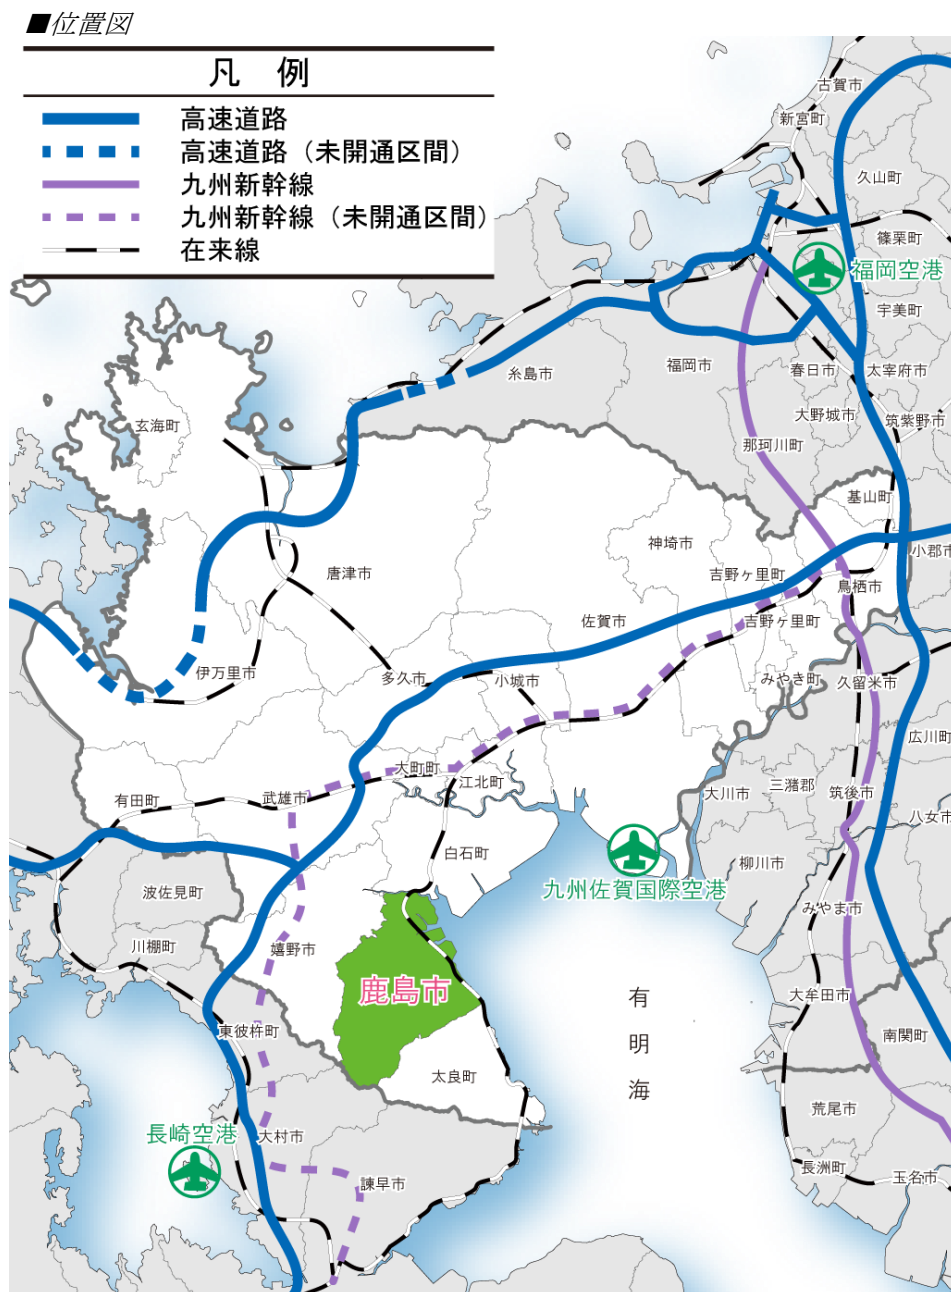 ■位置図
凡 例
高速道路
高速道路（未開通区間）
九州新幹線
九州新幹線（未開通区間）
在来線
古賀市
新宮町
久山町
篠栗町
福岡空港
宇美町
糸島市
福岡市
春日市
太宰府市
大野城市
筑紫野市
玄海町
那珂川町
基山町
神埼市
小郡市
唐津市
吉野ヶ里町
鳥栖市
佐賀市
吉野ヶ里町
伊万里市
多久市
小城市
みやき町
久留米市
広川町
大町町
江北町
有田町
武雄市
大川市
三潴郡
筑後市
八女市
白石町
柳川市
九州佐賀国際空港
波佐見町
みやま市
川棚町
嬉野市
鹿島市
有明海
大牟田市
東彼杵町
南関町
太良町
荒尾市
長崎空港
大村市
長洲町
諫早市
玉名市